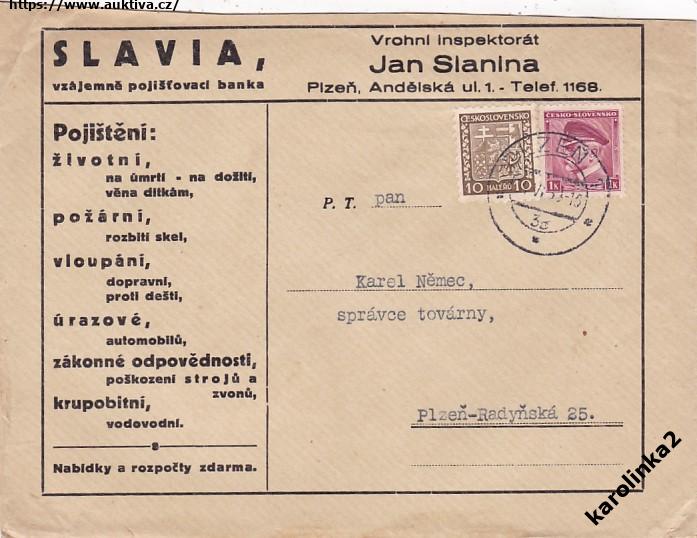 https://www.auktiva.cz/
SLAVIA,
vzájemně pojišťovací banka
Vrchní inspektorát
Jan Slanina
Plzeň, Andělská ul. 1. - Telef. 1168.
Pojištění:
životní,
na úmrtí - na dožití,
věna dítkám,
požární,
rozbití skel,
vloupání,
dopravní,
proti dešti,
úrazové,
automobilů,
zákonné odpovědnosti,
poškození strojů a
zvonů,
krupobitní,
vodovodní.
Nabídky a rozpočty zdarma.
ČESKOSLOVENSKO
10 HALÉŘŮ 10
ČESKO-SLOVENSKO
1K 1K
PLZEŇ
3c
P. T. pan
Karel Němec,
správce továrny,
Plzeň-Radyňská 25.
karolinka2